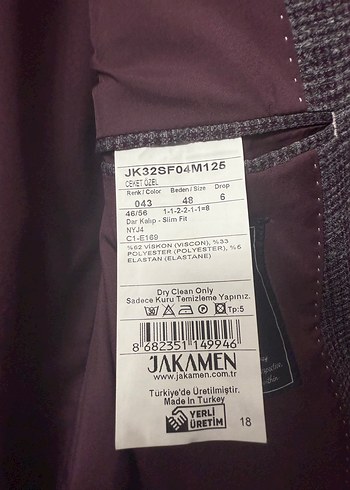 JK32SF04M125
CEKET ÖZEL
Renk / Color Beden / Size Drop
043 48 6
46/56 1-1-2-2-1-1=8
Dar Kalıp - Slim Fit
NYJ4
C1-E169
%62 VİSKON (VISCON), %33
POLYESTER (POLYESTER), %5
ELASTAN (ELASTANE)
Dry Clean Only
Sadece Kuru Temizleme Yapınız.
Tp:5
8 682351 149946
JAKAMEN
www.jakamen.com.tr
Türkiye'de Üretilmiştir.
Made In Turkey
YERLİ
ÜRETİM
18